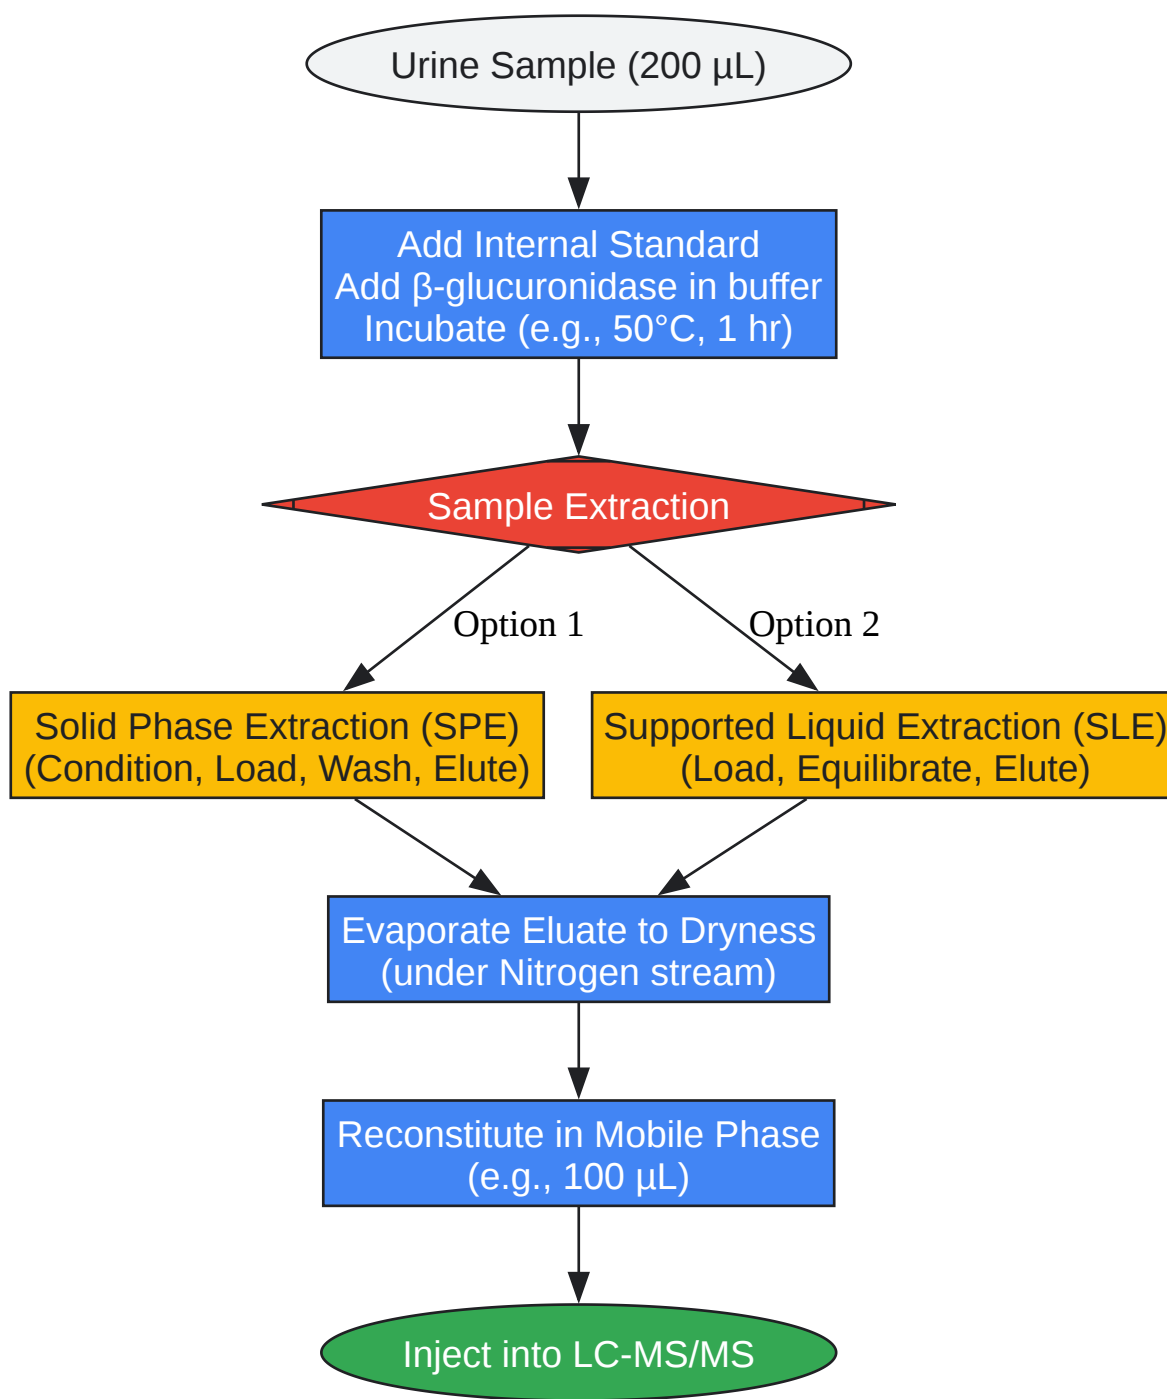 Urine Sample (200 µL)
Add Internal Standard
Add β-glucuronidase in buffer
Incubate (e.g., 50°C, 1 hr)
Sample Extraction
Option 1
Option 2
Solid Phase Extraction (SPE)
(Condition, Load, Wash, Elute)
Supported Liquid Extraction (SLE)
(Load, Equilibrate, Elute)
Evaporate Eluate to Dryness
(under Nitrogen stream)
Reconstitute in Mobile Phase
(e.g., 100 µL)
Inject into LC-MS/MS